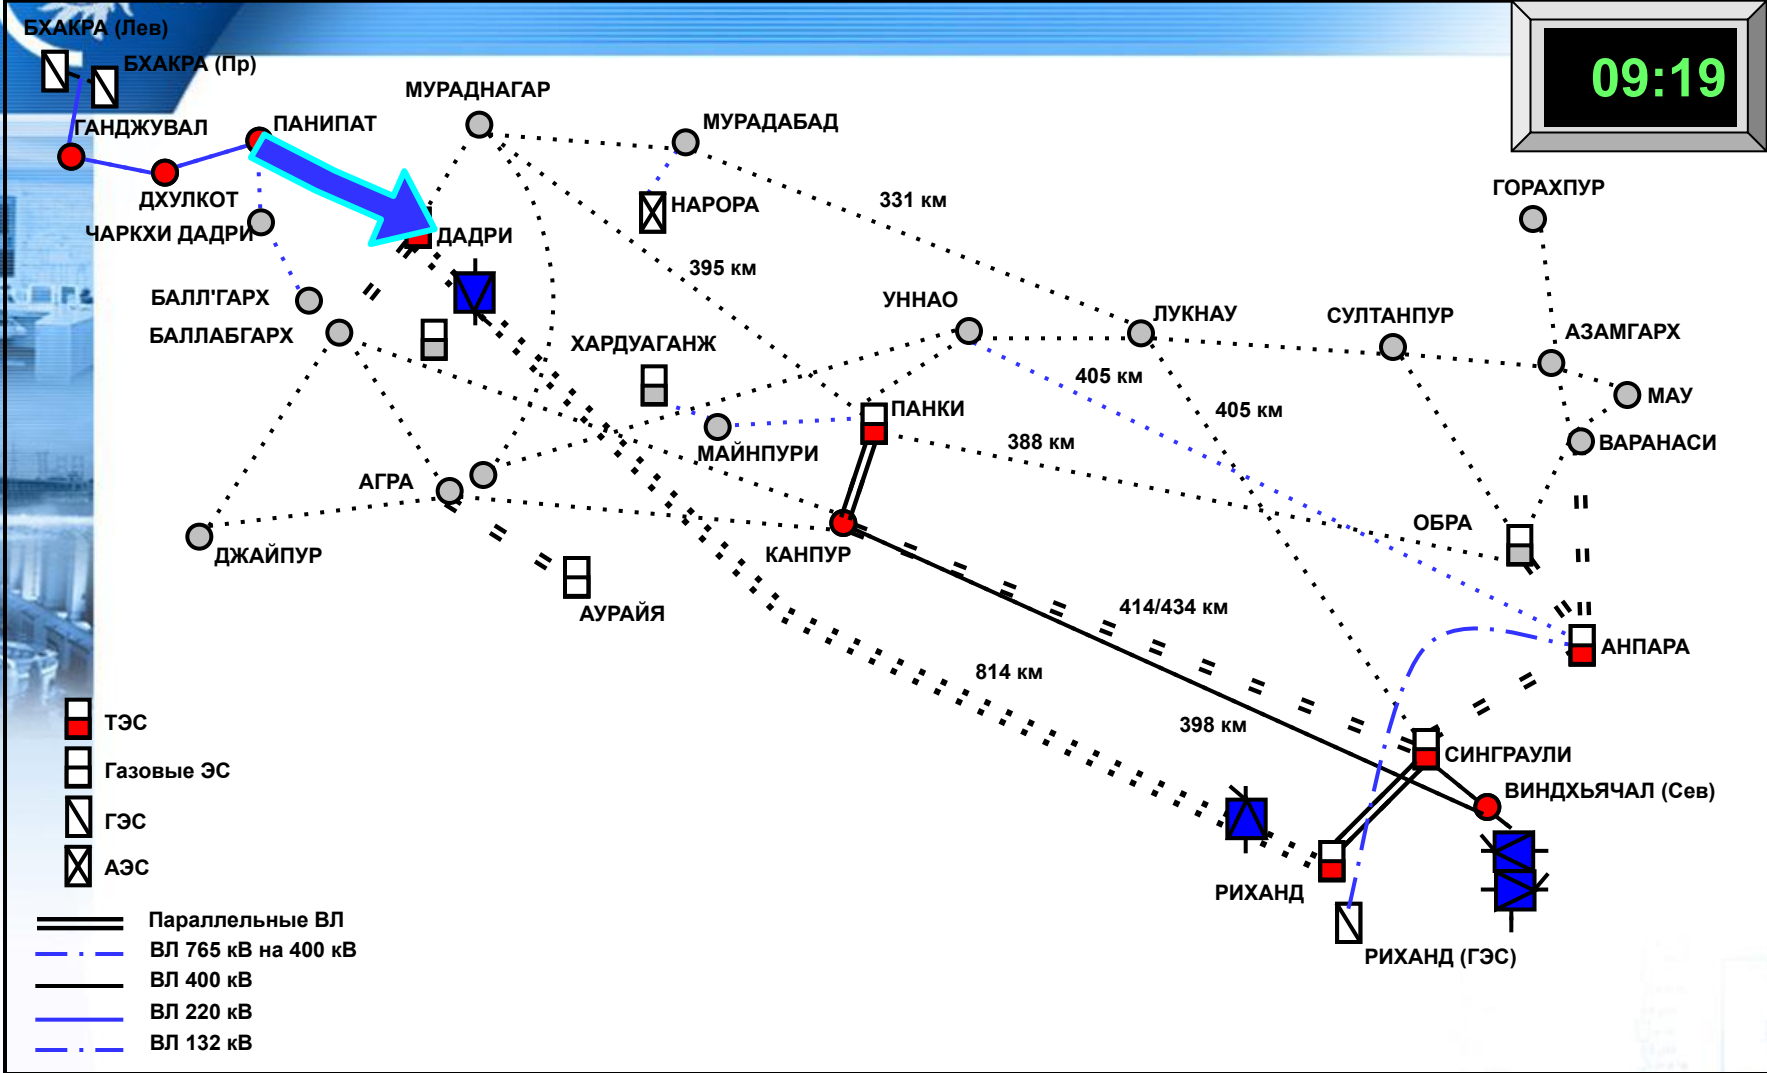 БХАКРА (Лев)
БХАКРА (Пр)
09:19
МУРАДНАГАР
ГАНДЖУВАЛ
ПАНИПАТ
МУРАДАБАД
ДХУЛКОТ
331 км
ГОРАХПУР
НАРОРА
ЧАРКХИ ДАДРИ
ДАДРИ
395 км
БАЛЛ'ГАРХ
УННАО
ЛУКНАУ
СУЛТАНПУР
АЗАМГАРХ
БАЛЛАБГАРХ
ХАРДУАГАНЖ
405 км
МАУ
405 км
ПАНКИ
388 км
ВАРАНАСИ
МАЙНПУРИ
АГРА
ОБРА
ДЖАЙПУР
КАНПУР
414/434 км
АУРАЙЯ
АНПАРА
814 км
398 км
СИНГРАУЛИ
ВИНДХЬЯЧАЛ (Сев)
РИХАНД
РИХАНД (ГЭС)
ТЭС
Газовые ЭС
ГЭС
АЭС
Параллельные ВЛ
ВЛ 765 кВ на 400 кВ
ВЛ 400 кВ
ВЛ 220 кВ
ВЛ 132 кВ